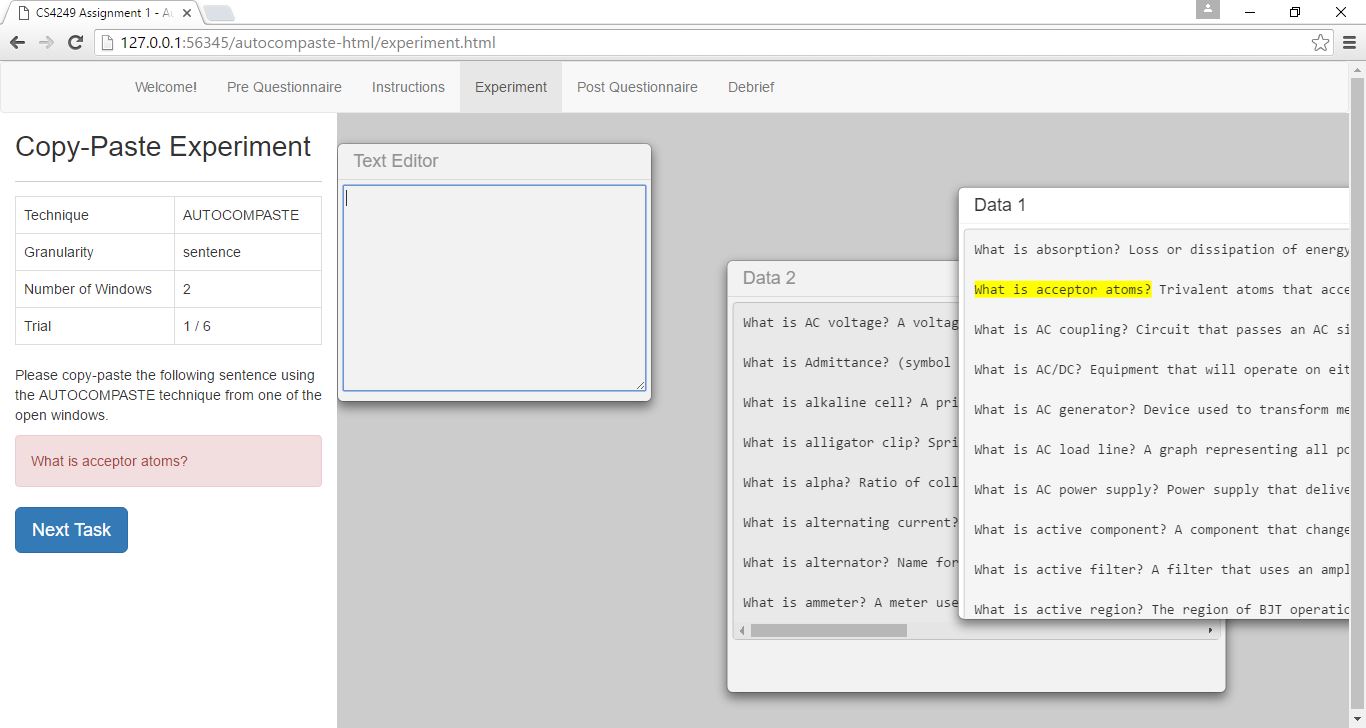 CS4249 Assignment 1 - A
127.0.0.1:56345/autocompaste-html/experiment.html
Welcome! Pre Questionnaire Instructions Experiment Post Questionnaire Debrief
Copy-Paste Experiment
Technique AUTOCOMPASTE
Granularity sentence
Number of Windows 2
Trial 1 / 6
Please copy-paste the following sentence using
the AUTOCOMPASTE technique from one of the
open windows.
What is acceptor atoms?
Next Task
Text Editor
Data 2
What is AC voltage? A voltag
What is Admittance? (symbol
What is alkaline cell? A pri
What is alligator clip? Spri
What is alpha? Ratio of coll
What is alternating current?
What is alternator? Name for
What is ammeter? A meter use
Data 1
What is absorption? Loss or dissipation of energy
What is acceptor atoms? Trivalent atoms that acce
What is AC coupling? Circuit that passes an AC si
What is AC/DC? Equipment that will operate on eit
What is AC generator? Device used to transform me
What is AC load line? A graph representing all po
What is AC power supply? Power supply that delive
What is active component? A component that change
What is active filter? A filter that uses an ampl
What is active region? The region of BJT operatio